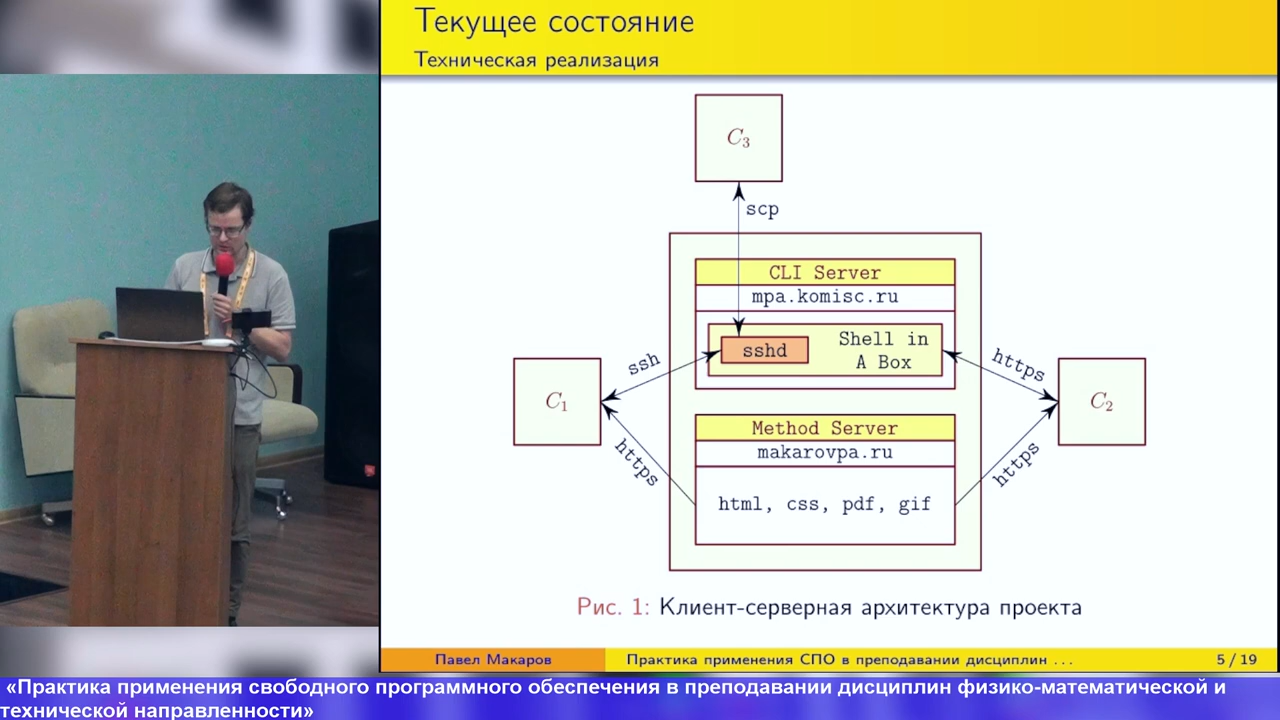 Текущее состояние
Техническая реализация
C3
scp
CLI Server
mpa.komisc.ru
sshd
Shell in
A Box
ssh
https
C1
C2
Method Server
makarovpa.ru
https
https
html, css, pdf, gif
Рис. 1: Клиент-серверная архитектура проекта
Павел Макаров
Практика применения СПО в преподавании дисциплин ...
5 / 19
«Практика применения свободного программного обеспечения в преподавании дисциплин физико-математической и
технической направленности»